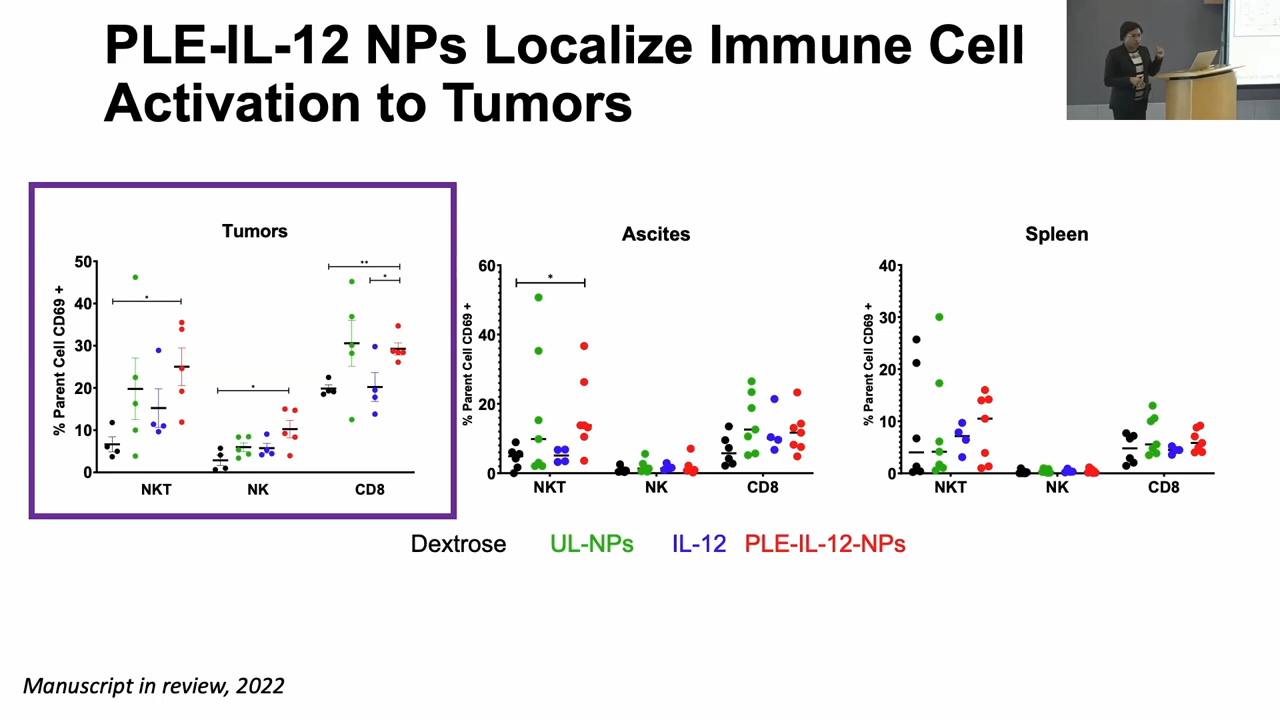 PLE-IL-12 NPs Localize Immune Cell
Activation to Tumors
Tumors
% Parent Cell CD69 +
50
40
30
20
10
0
*
*
**
*
NKT
NK
CD8
Ascites
% Parent Cell CD69 +
60
40
20
0
*
NKT
NK
CD8
Spleen
% Parent Cell CD69 +
40
30
20
10
0
NKT
NK
CD8
Dextrose UL-NPs IL-12 PLE-IL-12-NPs
Manuscript in review, 2022